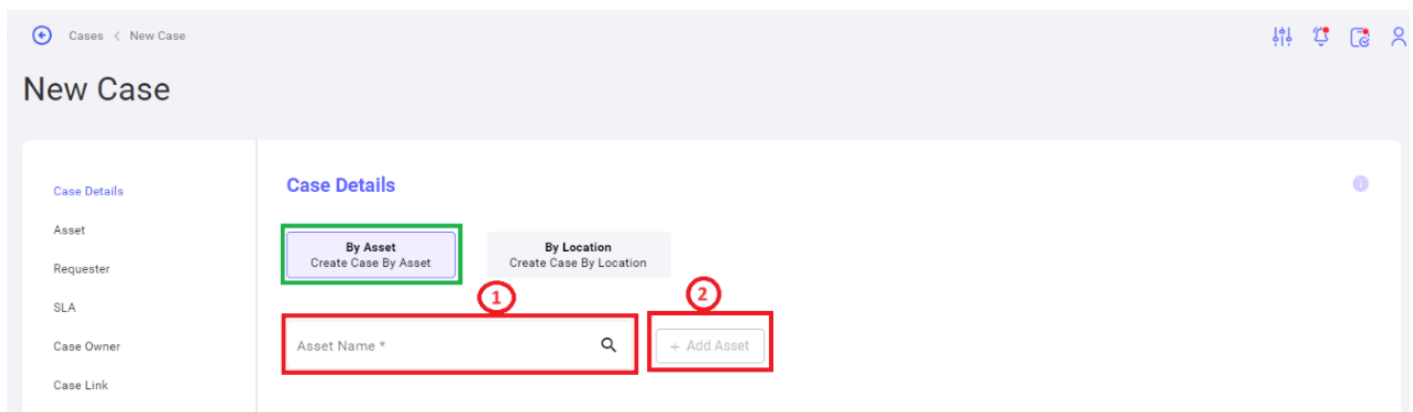 Cases < New Case
New Case
Case Details
Asset
Requester
SLA
Case Owner
Case Link
Case Details
By Asset
Create Case By Asset
By Location
Create Case By Location
1
2
Asset Name *
+ Add Asset